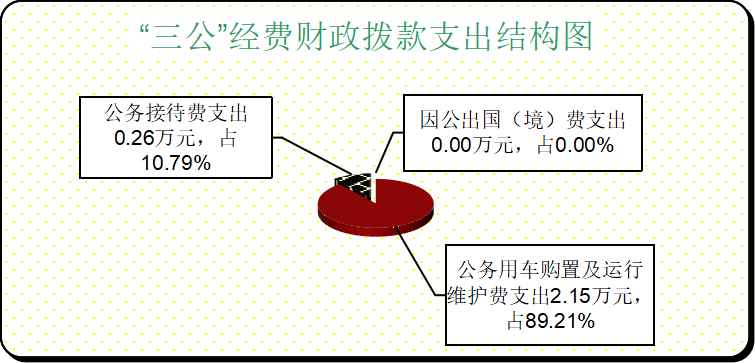 “三公”经费财政拨款支出结构图
公务接待费支出
0.26万元，占
10.79%
因公出国（境）费支出
0.00万元，占0.00%
公务用车购置及运行
维护费支出2.15万元，
占89.21%